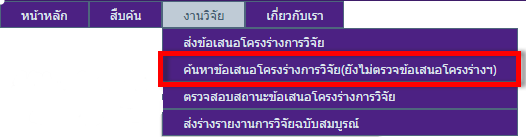 หน้าหลัก สืบค้น งานวิจัย เกี่ยวกับเรา
ส่งข้อเสนอโครงร่างการวิจัย
ค้นหาข้อเสนอโครงร่างการวิจัย(ยังไม่ตรวจข้อเสนอโครงร่างฯ)
ตรวจสอบสถานะข้อเสนอโครงร่างการวิจัย
ส่งร่างรายงานการวิจัยฉบับสมบูรณ์